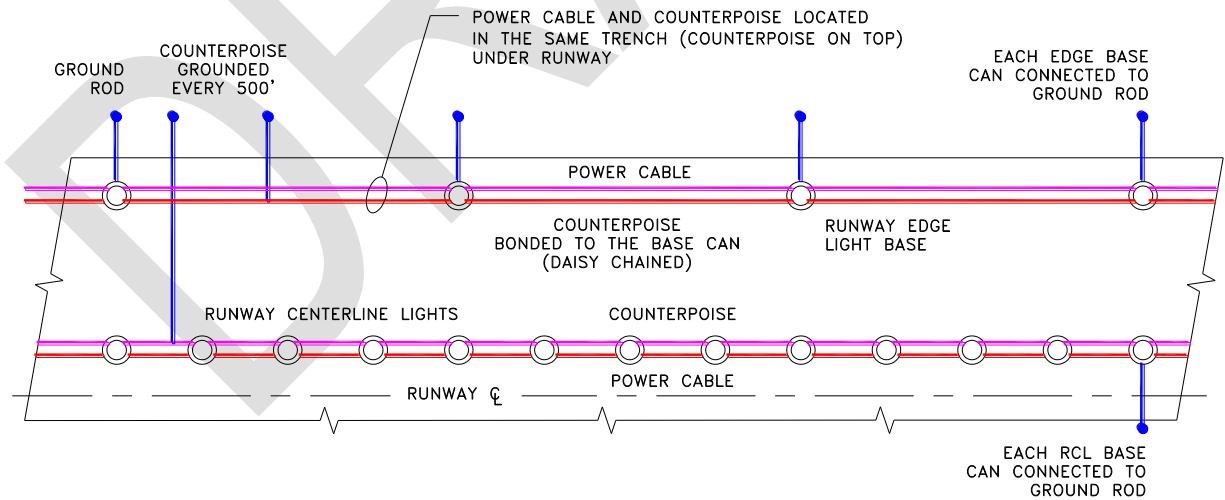 POWER CABLE AND COUNTERPOISE LOCATED
IN THE SAME TRENCH (COUNTERPOISE ON TOP)
UNDER RUNWAY
GROUND
ROD
COUNTERPOISE
GROUNDED
EVERY 500'
EACH EDGE BASE
CAN CONNECTED TO
GROUND ROD
POWER CABLE
COUNTERPOISE
BONDED TO THE BASE CAN
(DAISY CHAINED)
RUNWAY EDGE
LIGHT BASE
RUNWAY CENTERLINE LIGHTS
COUNTERPOISE
POWER CABLE
RUNWAY ℄
EACH RCL BASE
CAN CONNECTED TO
GROUND ROD